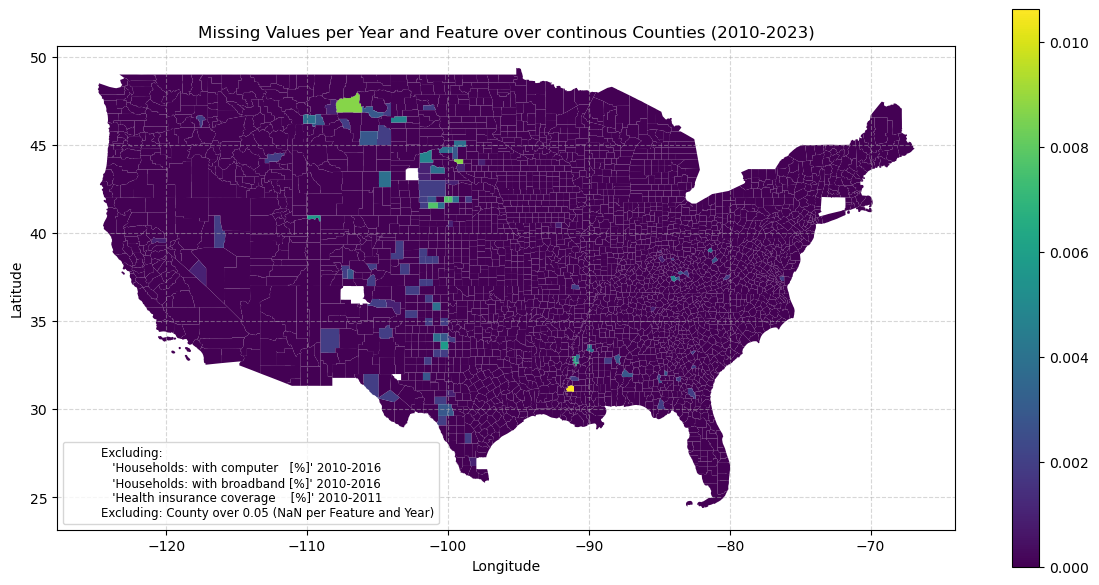 Missing Values per Year and Feature over continous Counties (2010-2023)
50
45
40
35
30
25
Latitude
Excluding:
'Households: with computer   [%]' 2010-2016
'Households: with broadband [%]' 2010-2016
'Health insurance coverage    [%]' 2010-2011
Excluding: County over 0.05 (NaN per Feature and Year)
−120 −110 −100 −90 −80 −70
Longitude
0.010
0.008
0.006
0.004
0.002
0.000